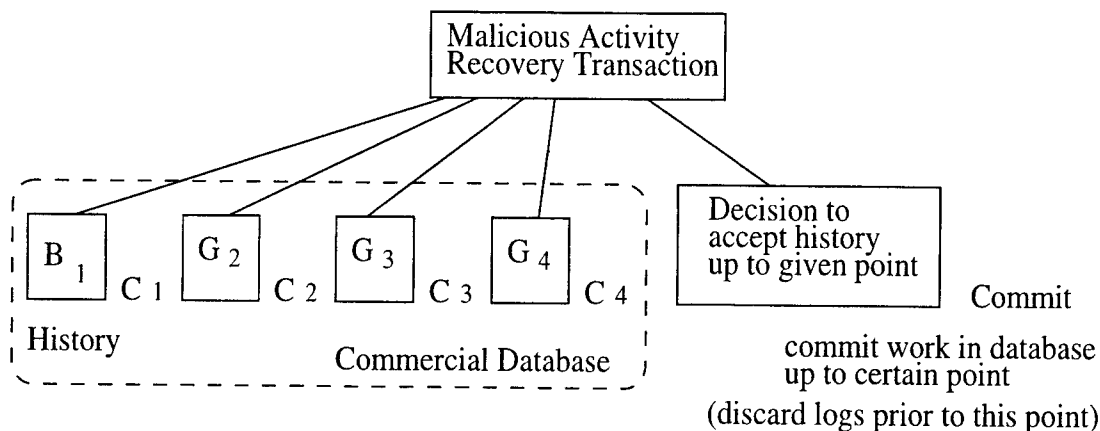 Malicious Activity
Recovery Transaction
B 1
C 1
G 2
C 2
G 3
C 3
G 4
C 4
History
Commercial Database
Decision to
accept history
up to given point
Commit
commit work in database
up to certain point
(discard logs prior to this point)